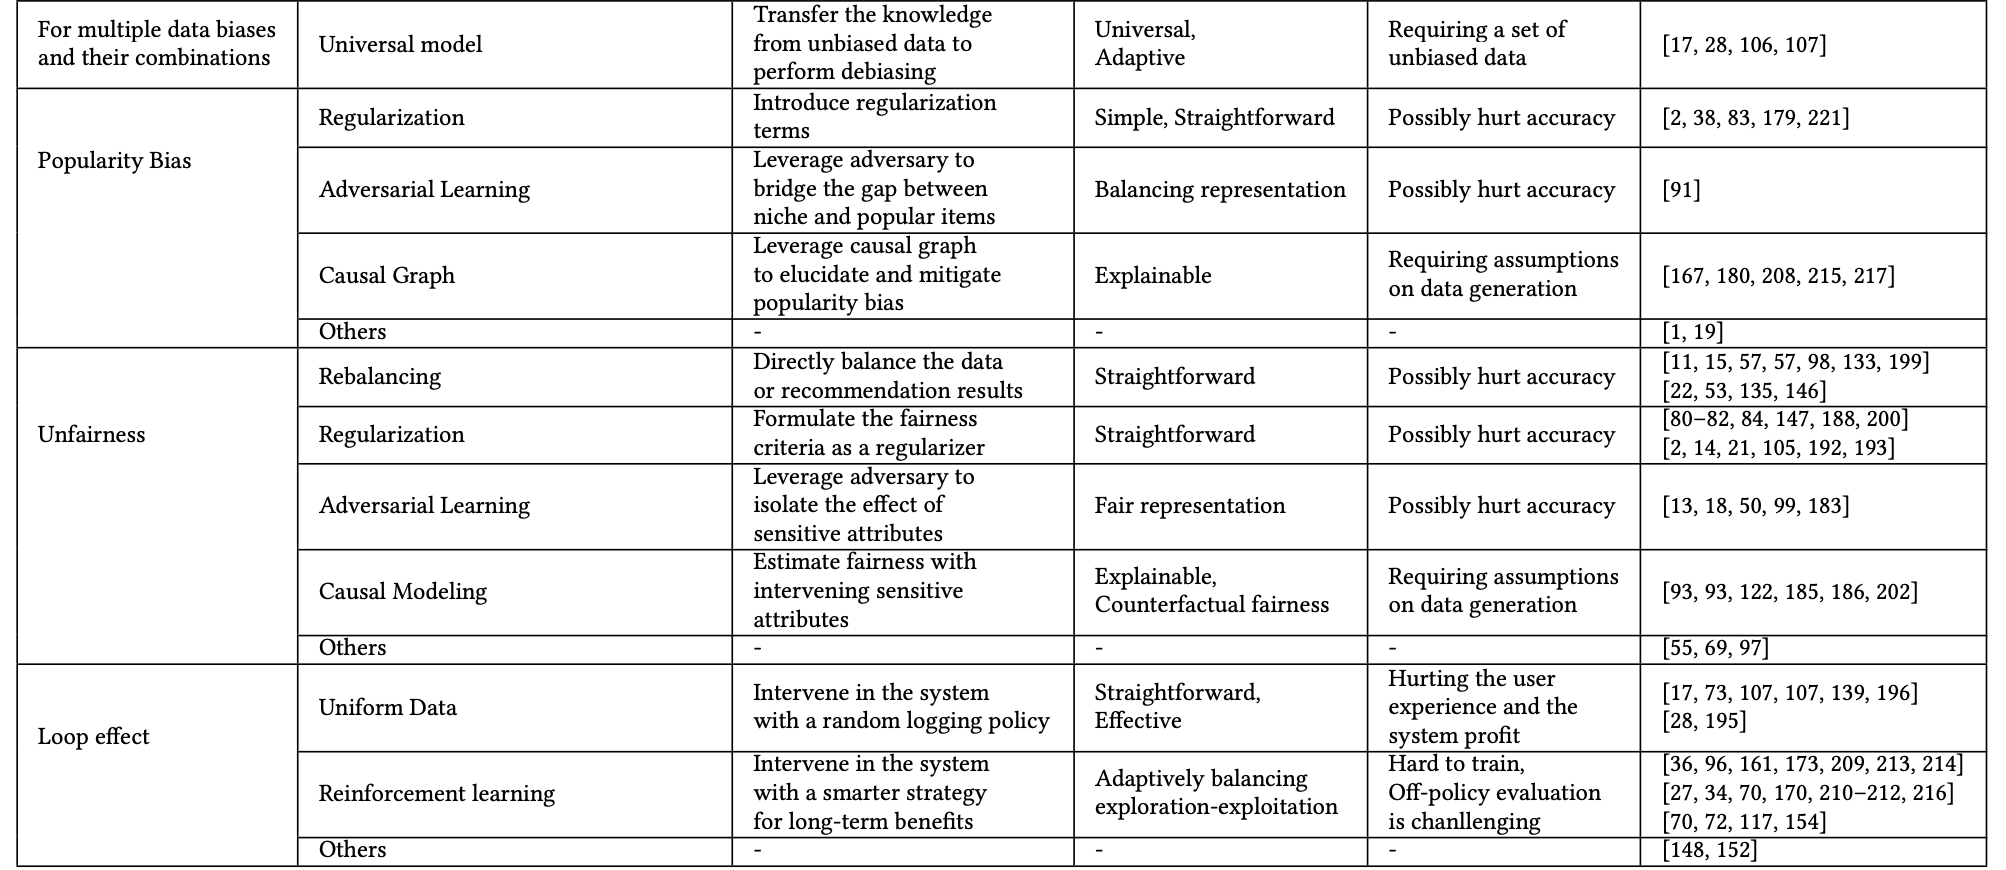 For multiple data biases
and their combinations
Universal model
Transfer the knowledge
from unbiased data to
perform debiasing
Universal,
Adaptive
Requiring a set of
unbiased data
[17, 28, 106, 107]
Popularity Bias
Regularization
Introduce regularization
terms
Simple, Straightforward
Possibly hurt accuracy
[2, 38, 83, 179, 221]
Adversarial Learning
Leverage adversary to
bridge the gap between
niche and popular items
Balancing representation
Possibly hurt accuracy
[91]
Causal Graph
Leverage causal graph
to elucidate and mitigate
popularity bias
Explainable
Requiring assumptions
on data generation
[167, 180, 208, 215, 217]
Others
-
-
-
[1, 19]
Unfairness
Rebalancing
Directly balance the data
or recommendation results
Straightforward
Possibly hurt accuracy
[11, 15, 57, 57, 98, 133, 199]
[22, 53, 135, 146]
Regularization
Formulate the fairness
criteria as a regularizer
Straightforward
Possibly hurt accuracy
[80–82, 84, 147, 188, 200]
[2, 14, 21, 105, 192, 193]
Adversarial Learning
Leverage adversary to
isolate the effect of
sensitive attributes
Fair representation
Possibly hurt accuracy
[13, 18, 50, 99, 183]
Causal Modeling
Estimate fairness with
intervening sensitive
attributes
Explainable,
Counterfactual fairness
Requiring assumptions
on data generation
[93, 93, 122, 185, 186, 202]
Others
-
-
-
[55, 69, 97]
Loop effect
Uniform Data
Intervene in the system
with a random logging policy
Straightforward,
Effective
Hurting the user
experience and the
system profit
[17, 73, 107, 107, 139, 196]
[28, 195]
Reinforcement learning
Intervene in the system
with a smarter strategy
for long-term benefits
Adaptively balancing
exploration-exploitation
Hard to train,
Off-policy evaluation
is chanllenging
[36, 96, 161, 173, 209, 213, 214]
[27, 34, 70, 170, 210–212, 216]
[70, 72, 117, 154]
Others
-
-
-
[148, 152]